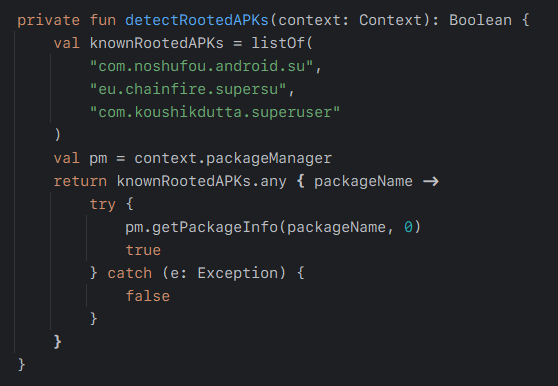 private fun detectRootedAPKs(context: Context): Boolean {
    val knownRootedAPKs = listOf(
        "com.noshufou.android.su",
        "eu.chainfire.supersu",
        "com.koushikdutta.superuser"
    )
    val pm = context.packageManager
    return knownRootedAPKs.any { packageName ->
        try {
            pm.getPackageInfo(packageName, 0)
            true
        } catch (e: Exception) {
            false
        }
    }
}